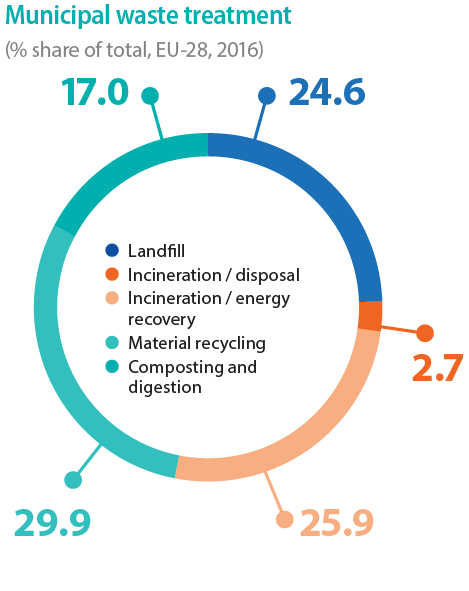 Municipal waste treatment
(% share of total, EU-28, 2016)
17.0
24.6
Landfill
Incineration / disposal
Incineration / energy
recovery
Material recycling
Composting and
digestion
2.7
29.9
25.9